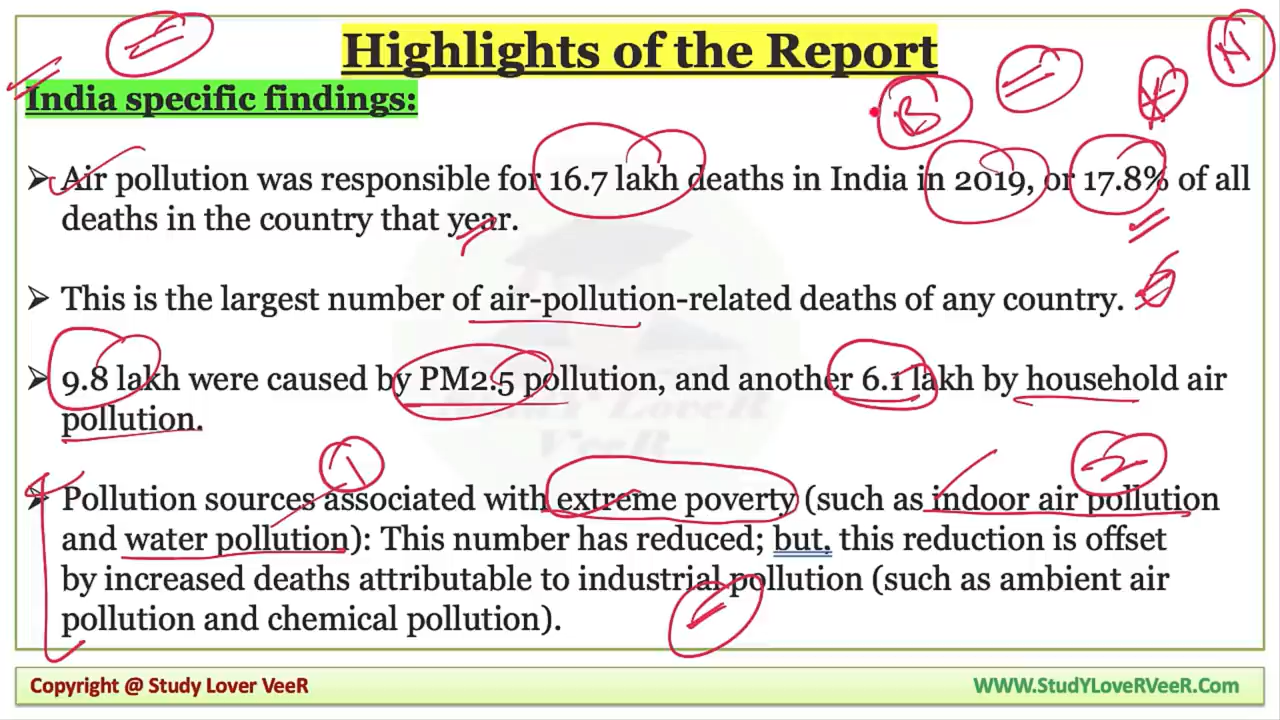 Highlights of the Report
India specific findings:
➢ Air pollution was responsible for 16.7 lakh deaths in India in 2019, or 17.8% of all
deaths in the country that year.
➢ This is the largest number of air-pollution-related deaths of any country.
➢ 9.8 lakh were caused by PM2.5 pollution, and another 6.1 lakh by household air
pollution.
➢ Pollution sources associated with extreme poverty (such as indoor air pollution
and water pollution): This number has reduced; but, this reduction is offset
by increased deaths attributable to industrial pollution (such as ambient air
pollution and chemical pollution).
1
2
B
STUDY LOVER
VEER...
Copyright @ Study Lover VeeR
WWW.StudYLoveRVeeR.Com